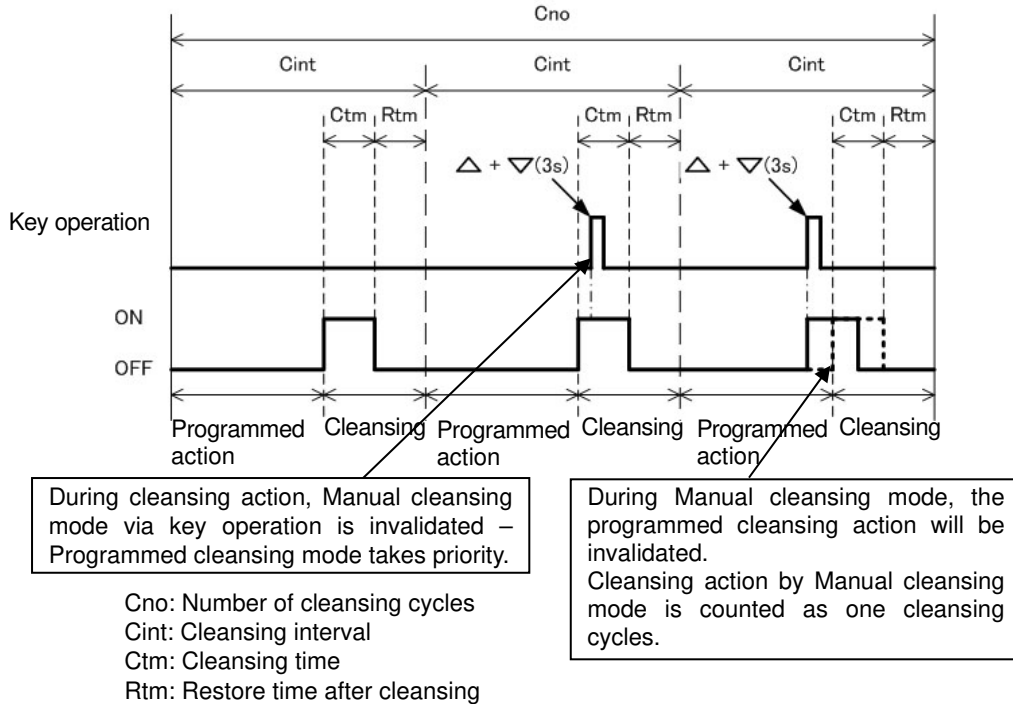 Cno
Cint Cint Cint
Ctm Rtm Ctm Rtm Ctm Rtm
△ + ▽(3s) △ + ▽(3s)
Key operation
ON
OFF
Programmed action Cleansing Programmed action Cleansing Programmed action Cleansing
During cleansing action, Manual cleansing
mode via key operation is invalidated –
Programmed cleansing mode takes priority.
During Manual cleansing mode, the
programmed cleansing action will be
invalidated.
Cleansing action by Manual cleansing
mode is counted as one cleansing
cycles.
Cno: Number of cleansing cycles
Cint: Cleansing interval
Ctm: Cleansing time
Rtm: Restore time after cleansing